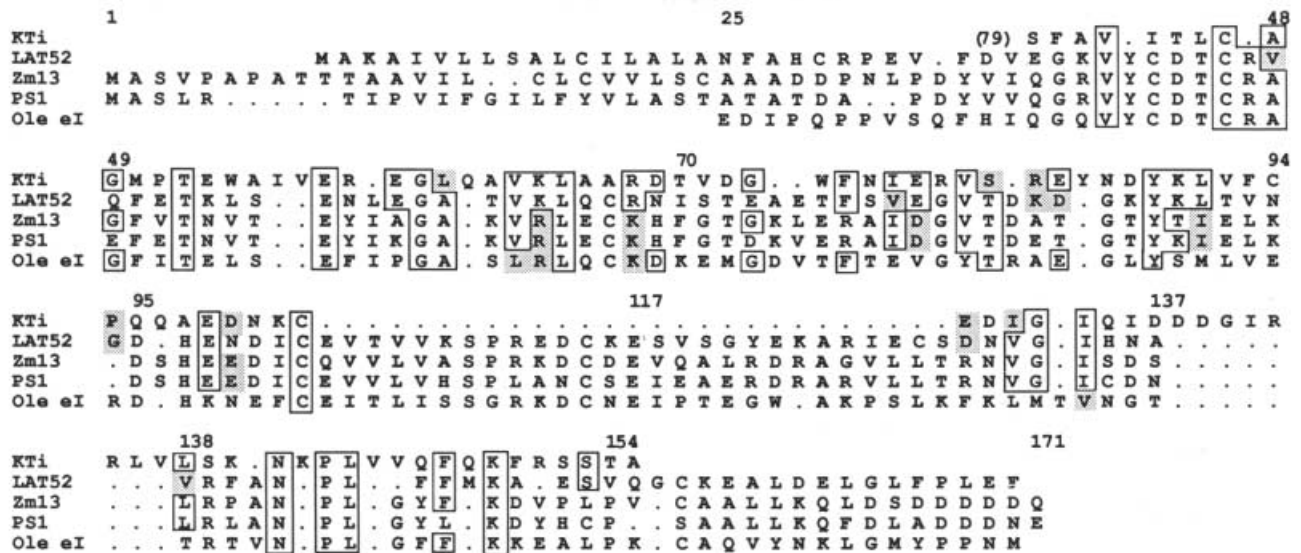 1 25 48
KTi (79) S F A V . I T L C . A
LAT52 M A K A I V L L S A L C I L A L A N F A H C R P E V . F D V E G K V Y C D T C R V
Zm13 M A S V P A P A T T T A A V I L . C L C V V L S C A A A D D P N L P D Y V I Q G R V Y C D T C R A
PS1 M A S L R . . . . . T I P V I F G I L F Y V L A S T A T A T D A . . P D Y V V Q G R V Y C D T C R A
Ole eI E D I P Q P P V S Q F H I Q G Q V Y C D T C R A
49 70 94
KTi G M P T E W A I V E R . E G L Q A V K L A A R D T V D G . . W F N I E R V S . R E Y N D Y K L V F C
LAT52 Q F E T K L S . . E N L E G A . T V K L Q C R N I S T E A E T F S V E G V T D K D . G K Y K L T V N
Zm13 G F V T N V T . . E Y I A G A . K V R L E C K H F G T G K L E R A I D G V T D A T . G T Y T I E L K
PS1 E F E T N V T . . E Y I K G A . K V R L E C K H F G T D K V E R A I D G V T D E T . G T Y K I E L K
Ole eI G F I T E L S . . E F I P G A . S L R L Q C K D K E M G D V T F T E V G Y T R A E . G L Y S M L V E
95 117 137
KTi P Q Q A E D N K C . . . . . . . . . . . . . . . . . . . . . . . . . . . . E D I G . I Q I D D D G I R
LAT52 G D . H E N D I C E V T V V K S P R E D C K E S V S G Y E K A R I E C S D N V G . I H N A . . . . .
Zm13 . D S H E E D I C Q V V L V A S P R K D C D E V Q A L R D R A G V L L T R N V G . I S D S . . . . .
PS1 . D S H E E D I C E V V L V H S P L A N C S E I E A E R D R A R V L L T R N V G . I C D N . . . . .
Ole eI R D . H K N E F C E I T L I S S G R K D C N E I P T E G W . A K P S L K F K L M T V N G T . . . . .
138 154 171
KTi R L V L S K . N K P L V V Q F Q K F R S S T A
LAT52 . . . V R F A N . P L . . F F M K A . E S V Q G C K E A L D E L G L F P L E F
Zm13 . . . L R P A N . P L . G Y F . K D V P L P V . C A A L L K Q L D S D D D D D Q
PS1 . . . L R L A N . P L . G Y L . K D Y H C P . . S A A L L K Q F D L A D D D D N E
Ole eI . . . T R T V N . P L . G F F . K K E A L P K . C A Q V Y N K L G M Y P P N M